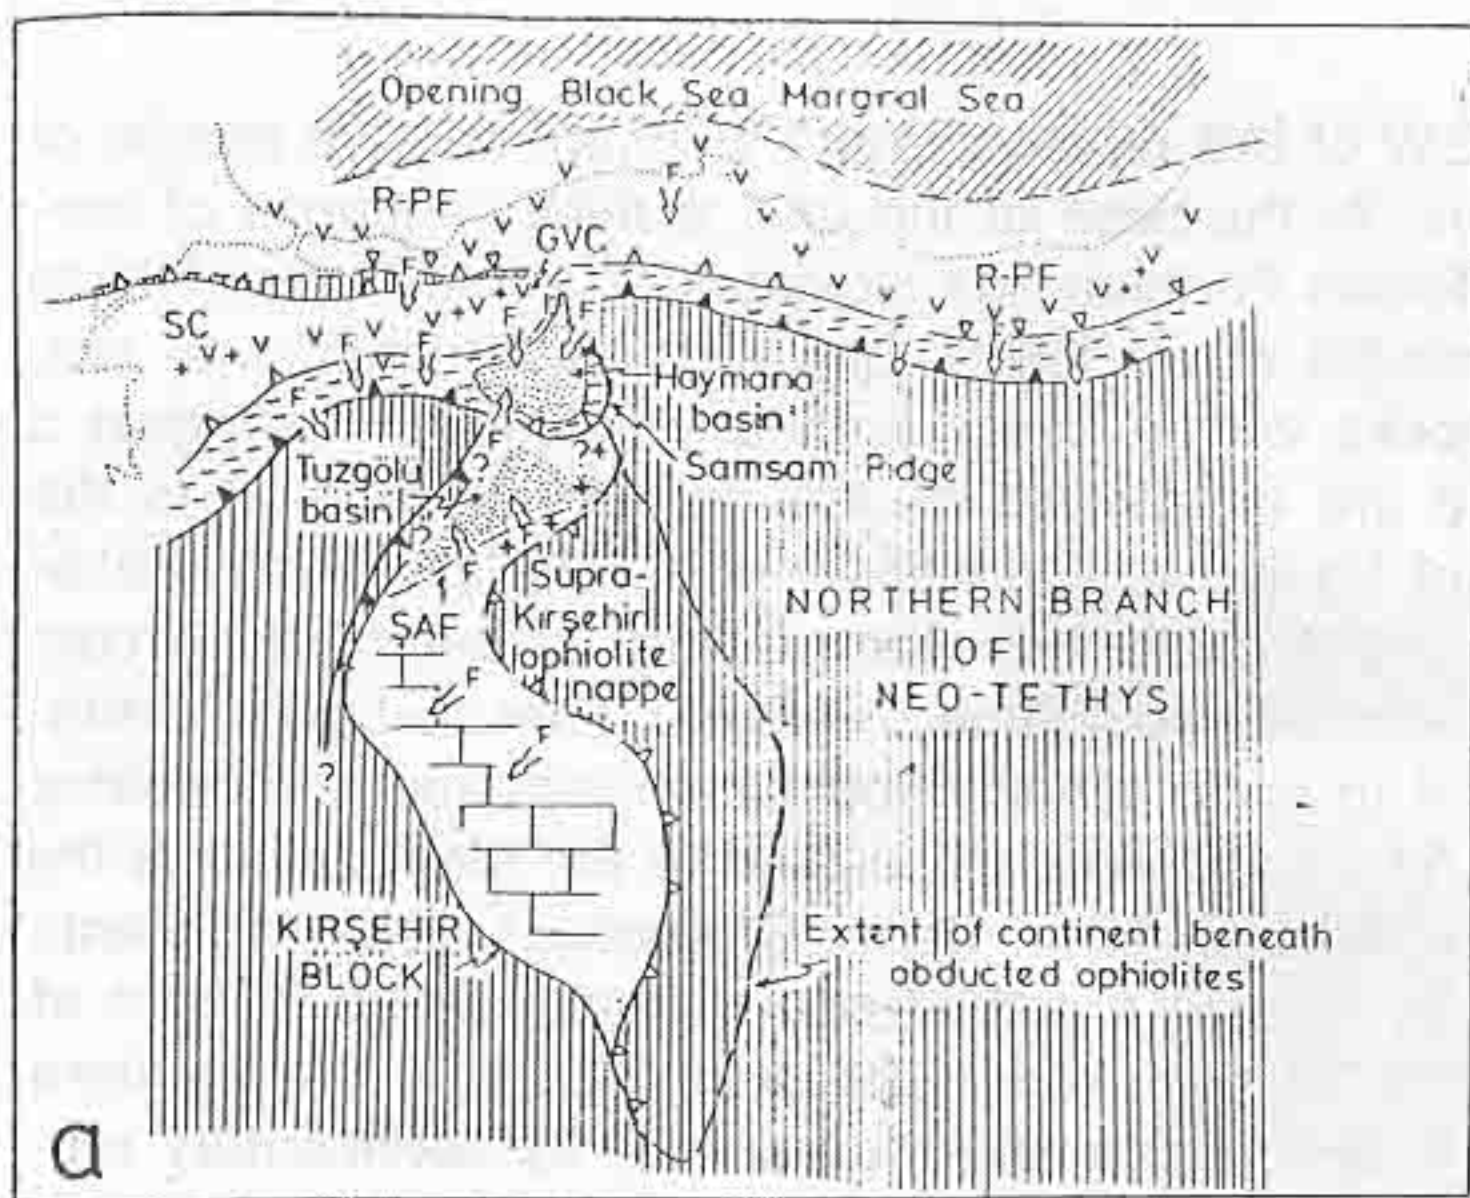 Opening Black Sea Margral Sea
R-PF
F
GVC
R-PF
F
SC
F
F
F
F
F
Haymana
basin
Samsam Ridge
Tuzgölü
basin
F
?
?+
?
F
Supra-
Kırşehir
ophiolite
nappe
ŞAF
F
F
?
NORTHERN BRANCH
OF
NEO-TETHYS
KIRŞEHİR
BLOCK
Extent of continent beneath
obducted ophiolites
N
a